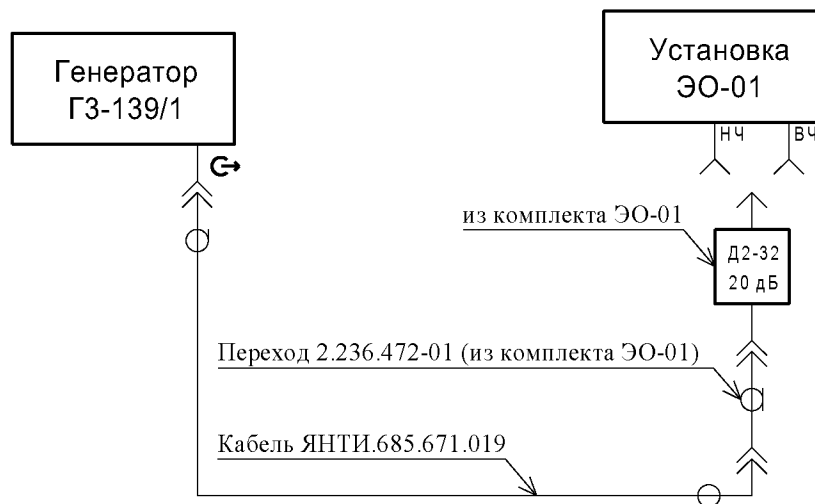 Генератор
Г3-139/1
Установка
ЭО-01
НЧ
ВЧ
из комплекта ЭО-01
Д2-32
20 дБ
Переход 2.236.472-01 (из комплекта ЭО-01)
Кабель ЯНТИ.685.671.019